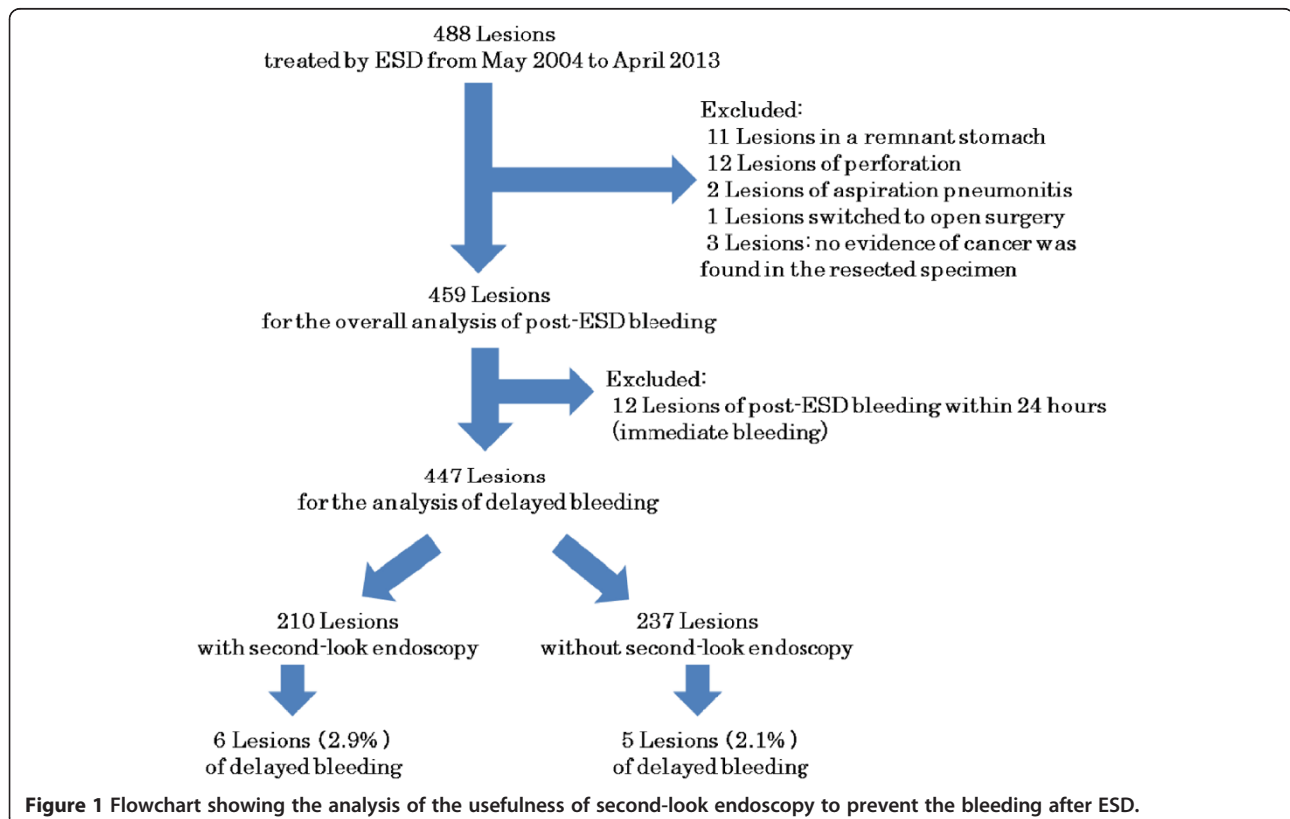 488 Lesions
treated by ESD from May 2004 to April 2013
Excluded:
11 Lesions in a remnant stomach
12 Lesions of perforation
2 Lesions of aspiration pneumonitis
1 Lesions switched to open surgery
3 Lesions: no evidence of cancer was
found in the resected specimen
459 Lesions
for the overall analysis of post-ESD bleeding
Excluded:
12 Lesions of post-ESD bleeding within 24 hours
(immediate bleeding)
447 Lesions
for the analysis of delayed bleeding
210 Lesions
with second-look endoscopy
237 Lesions
without second-look endoscopy
6 Lesions (2.9%)
of delayed bleeding
5 Lesions (2.1%)
of delayed bleeding
Figure 1 Flowchart showing the analysis of the usefulness of second-look endoscopy to prevent the bleeding after ESD.